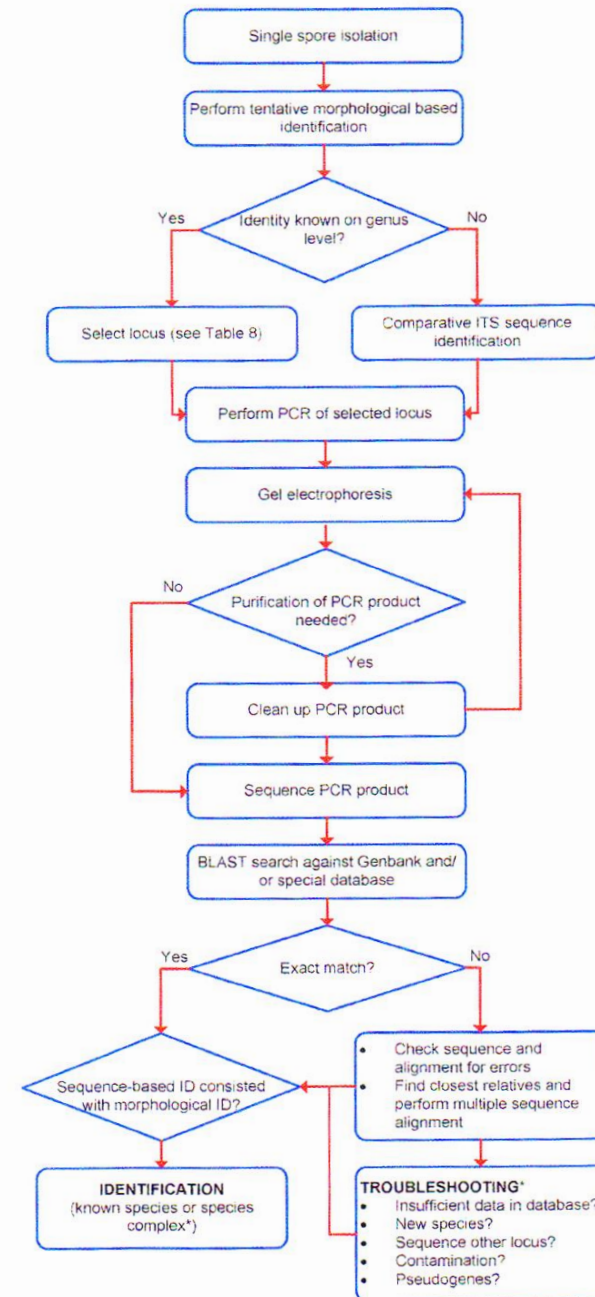 Single spore isolation
Perform tentative morphological based
identification
Identity known on genus
level?
Yes
No
Select locus (see Table 8)
Comparative ITS sequence
identification
Perform PCR of selected locus
Gel electrophoresis
Purification of PCR product
needed?
No
Yes
Clean up PCR product
Sequence PCR product
BLAST search against Genbank and/
or special database
Exact match?
Yes
No
Sequence-based ID consisted
with morphological ID?
• Check sequence and
alignment for errors
• Find closest relatives and
perform multiple sequence
alignment
IDENTIFICATION
(known species or species
complex*)
TROUBLESHOOTING*
• Insufficient data in database?
• New species?
• Sequence other locus?
• Contamination?
• Pseudogenes?